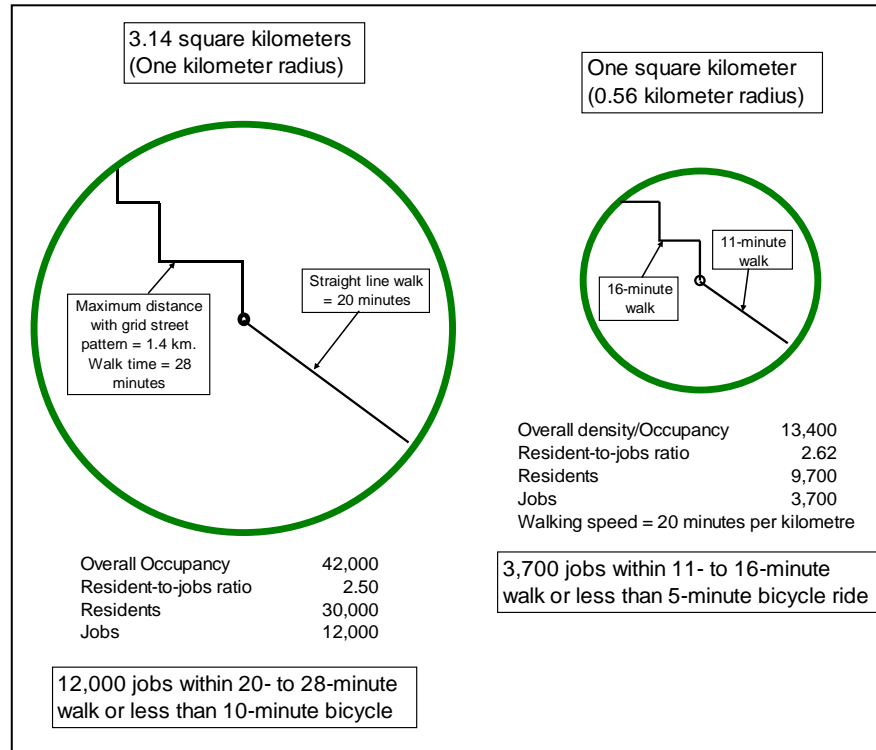 3.14 square kilometers
(One kilometer radius)
One square kilometer
(0.56 kilometer radius)
Maximum distance
with grid street
pattern = 1.4 km.
Walk time = 28
minutes
Straight line walk
= 20 minutes
16-minute
walk
11-minute
walk
Overall Occupancy 42,000
Resident-to-jobs ratio 2.50
Residents 30,000
Jobs 12,000
12,000 jobs within 20- to 28-minute
walk or less than 10-minute bicycle
Overall density/Occupancy 13,400
Resident-to-jobs ratio 2.62
Residents 9,700
Jobs 3,700
Walking speed = 20 minutes per kilometre
3,700 jobs within 11- to 16-minute
walk or less than 5-minute bicycle ride